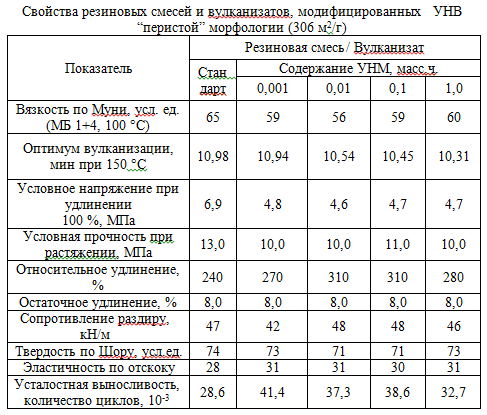 Свойства резиновых смесей и вулканизатов, модифицированных УНВ
“перистой” морфологии (306 м2/г)
Показатель
Резиновая смесь/ Вулканизат
Стан
дарт
Содержание УНМ, масс.ч.
0,001 0,01 0,1 1,0
Вязкость по Муни, усл. ед.
(МБ 1+4, 100 °С)
65 59 56 59 60
Оптимум вулканизации,
мин при 150 °С
10,98 10,94 10,54 10,45 10,31
Условное напряжение при
удлинении
100 %, МПа
6,9 4,8 4,6 4,7 4,7
Условная прочность при
растяжении, МПа
13,0 10,0 10,0 11,0 10,0
Относительное удлинение,
%
240 270 310 310 280
Остаточное удлинение, % 8,0 8,0 8,0 8,0 8,0
Сопротивление раздиру,
кН/м
47 42 48 48 46
Твердость по Шору, усл.ед. 74 73 71 71 73
Эластичность по отскоку 28 31 31 30 31
Усталостная выносливость,
количество циклов, 10-3
28,6 41,4 37,3 38,6 32,7